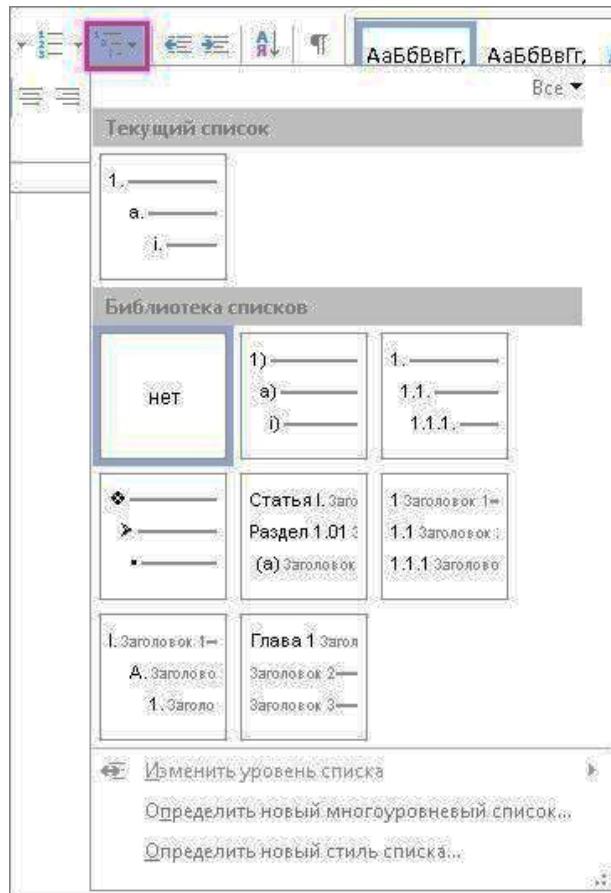 АаБбВвГг, АаБбВвГг,
Все
Текущий список
1.
a.
i.
Библиотека списков
нет
1)
a)
i)
1.
1.1.
1.1.1.
Статья I. Заго
Раздел 1.01 З
(a) Заголовок
1 Заголовок 1
1.1 Заголовок
1.1.1 Заголово
I. Заголовок 1
A. Заголово
1. Заголо
Глава 1 Загол
Заголовок 2
Заголовок 3
Изменить уровень списка
Определить новый многоуровневый список...
Определить новый стиль списка...